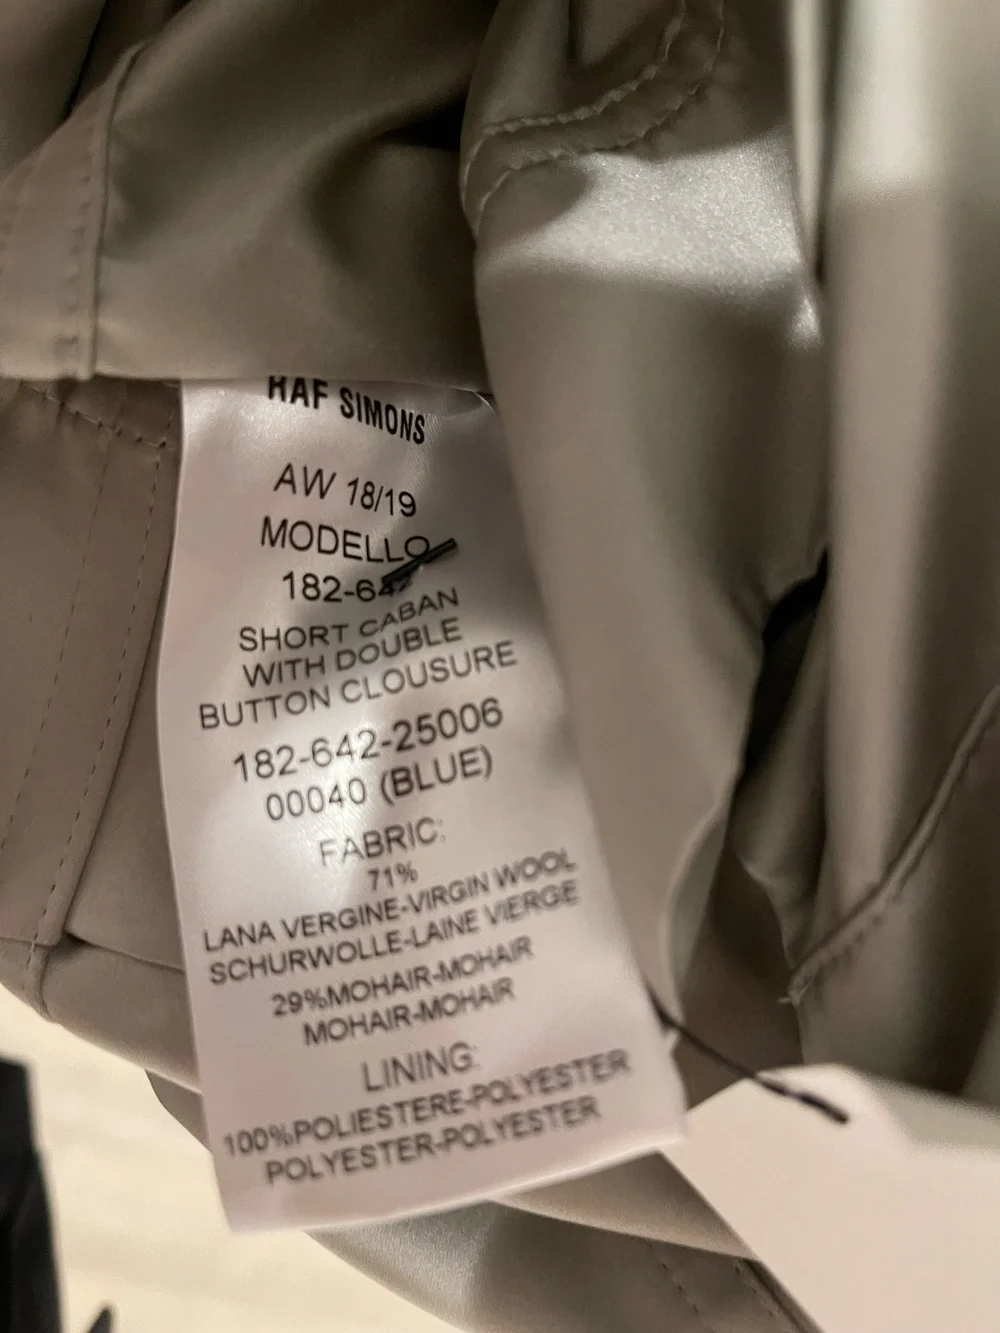 RAF SIMONS
AW 18/19
MODELLO
182-642
SHORT CABAN
WITH DOUBLE
BUTTON CLOUSURE
182-642-25006
00040 (BLUE)
FABRIC:
71%
LANA VERGINE-VIRGIN WOOL
SCHURWOLLE-LAINE VIERGE
29%MOHAIR-MOHAIR
MOHAIR-MOHAIR
LINING:
100%POLIESTERE-POLYESTER
POLYESTER-POLYESTER